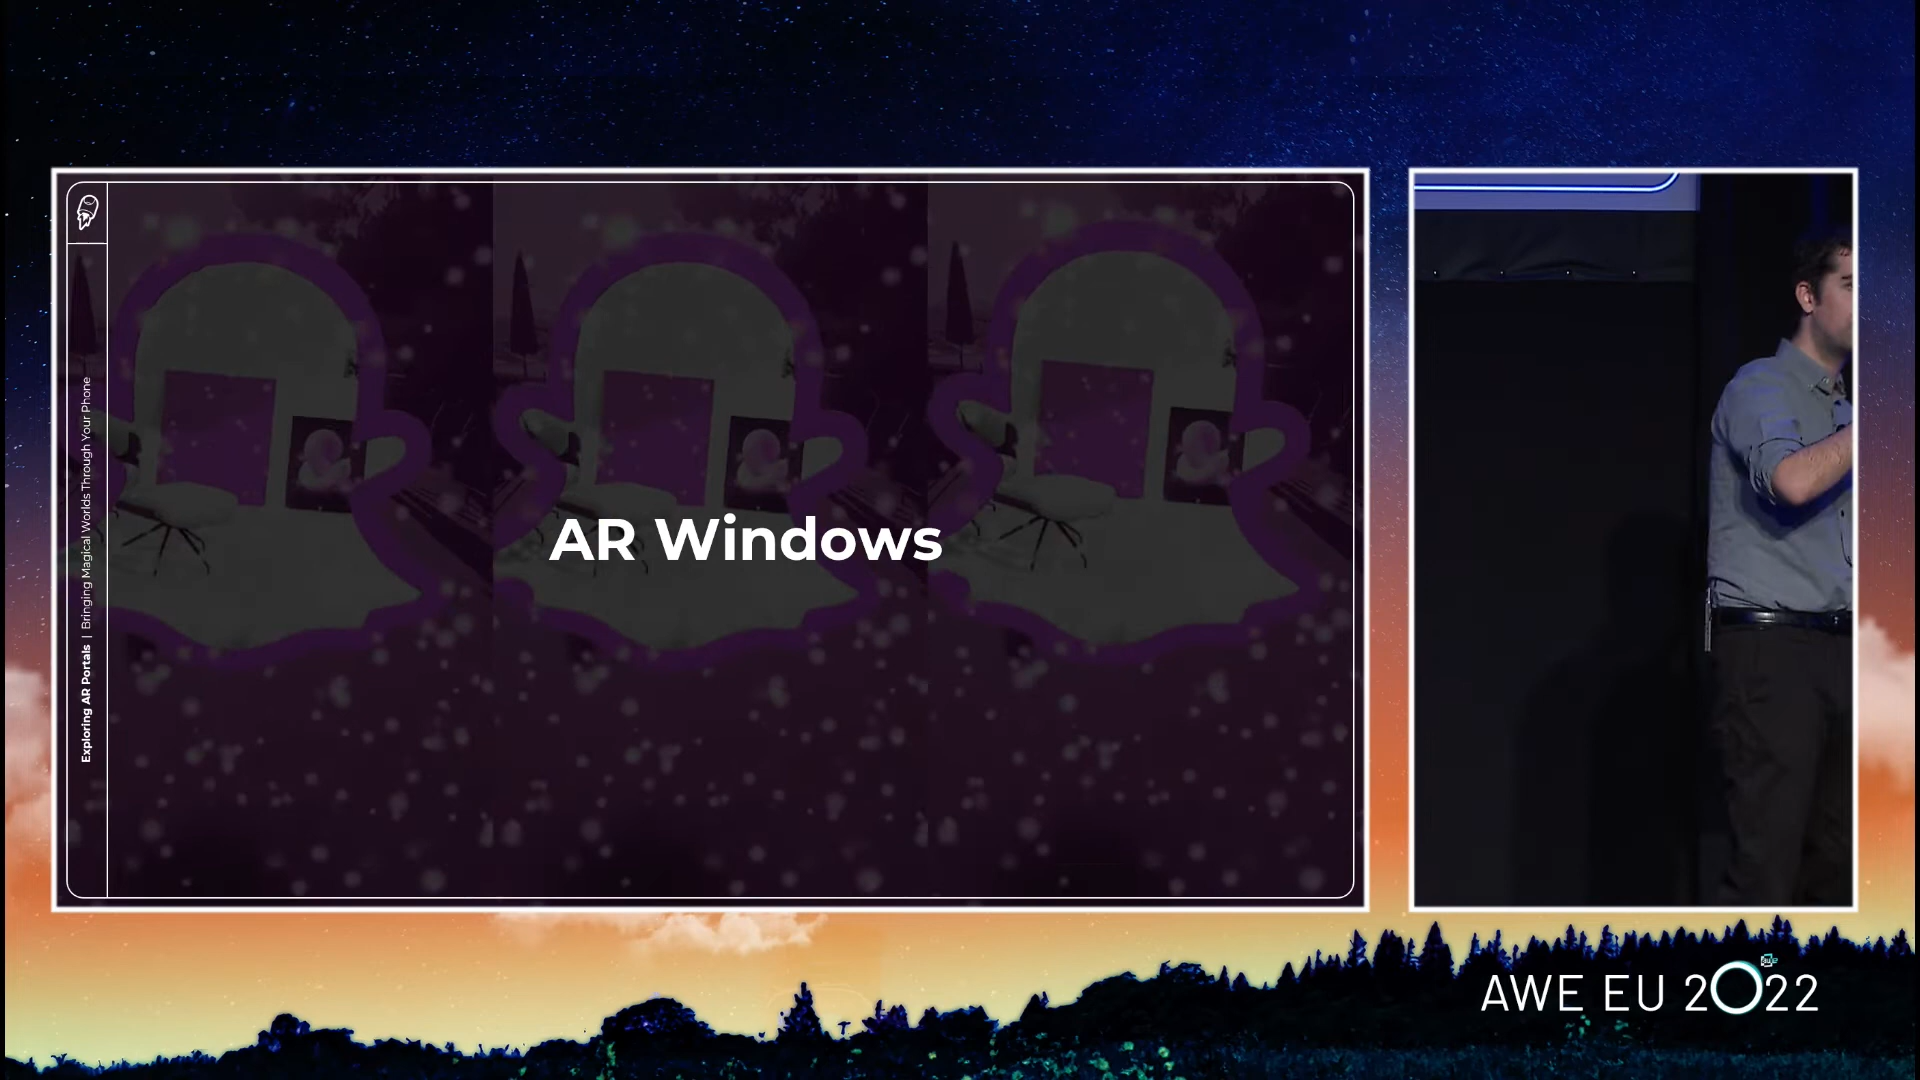 Exploring AR Portals | Bringing Magical Worlds Through Your Phone
AR Windows
AWE EU 2022